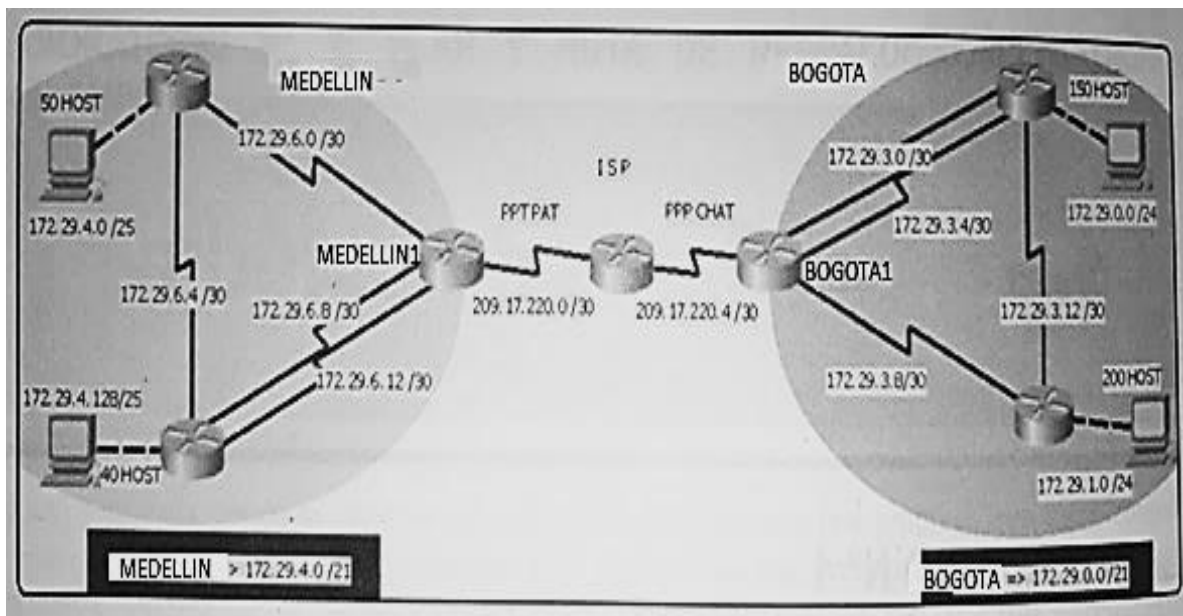 MEDELLIN
50 HOST
172.29.6.0 /30
172.29.4.0 /25
MEDELLIN1
172.29.6.4 /30
172.29.6.8 /30
172.29.6.12 /30
172.29.4.128/25
40 HOST
MEDELLIN > 172.29.4.0 /21
ISP
PPT PAT
PPP CHAT
209.17.220.0 /30
209.17.220.4 /30
BOGOTA
150 HOST
172.29.3.0 /30
172.29.0.0 /24
172.29.3.4/30
BOGOTA1
172.29.3.12 /30
172.29.3.8/30
200 HOST
172.29.1.0 /24
BOGOTA => 172.29.0.0 /21